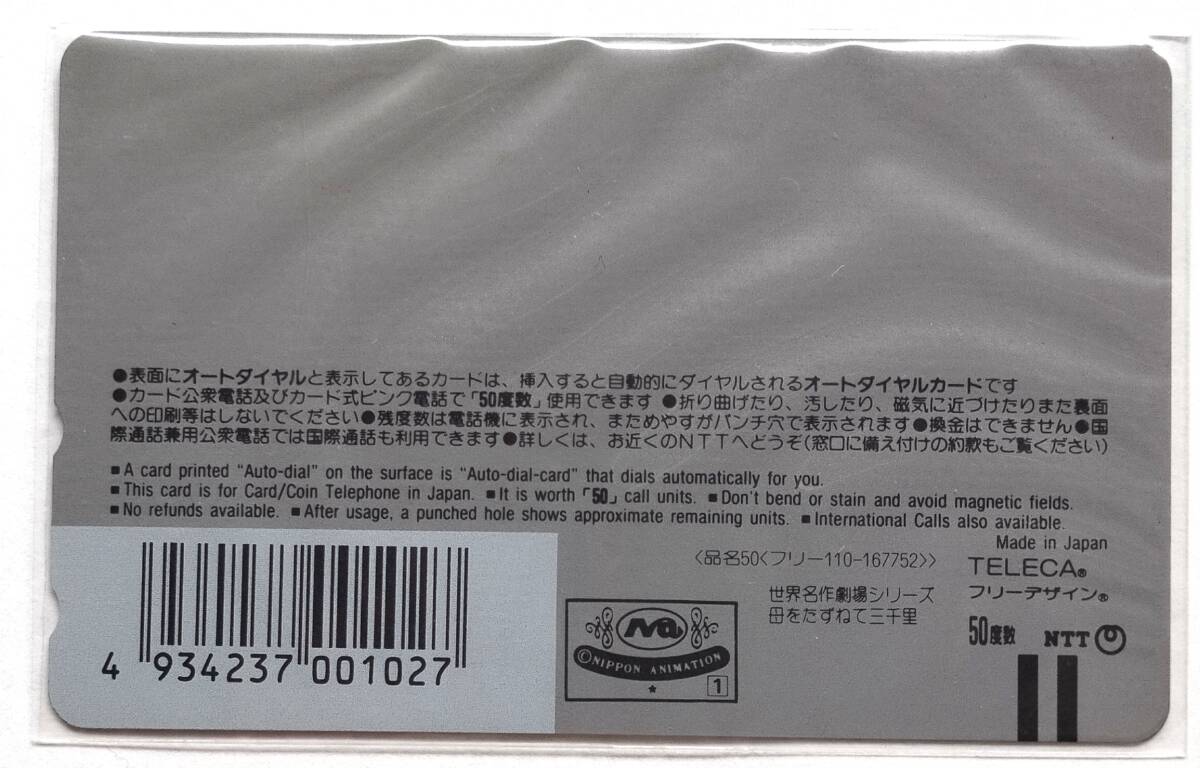 ●表面にオートダイヤルと表示してあるカードは、挿入すると自動的にダイヤルされるオートダイヤルカードです
●カード公衆電話及びカード式ピンク電話で「50度数」使用できます ●折り曲げたり、汚したり、磁気に近づけたりまた裏面
への印刷等はしないでください●残度数は電話機に表示され、まためやすがパンチ穴で表示されます●換金はできません●国
際通話兼用公衆電話では国際通話も利用できます●詳しくは、お近くのNTTへどうぞ(窓口に備え付けの約款もご覧ください)
■A card printed "Auto-dial" on the surface is "Auto-dial-card" that dials automatically for you.
■This card is for Card/Coin Telephone in Japan. ■It is worth「50」call units. ■Don't bend or stain and avoid magnetic fields.
■No refunds available. ■After usage, a punched hole shows approximate remaining units. ■International Calls also available.
Made in Japan
〈品名50〈フリー110-167752〉〉
TELECA®
フリーデザイン®
世界名作劇場シリーズ
母をたずねて三千里
50度数 NTT
NA
©NIPPON ANIMATION
1
4 934237 001027